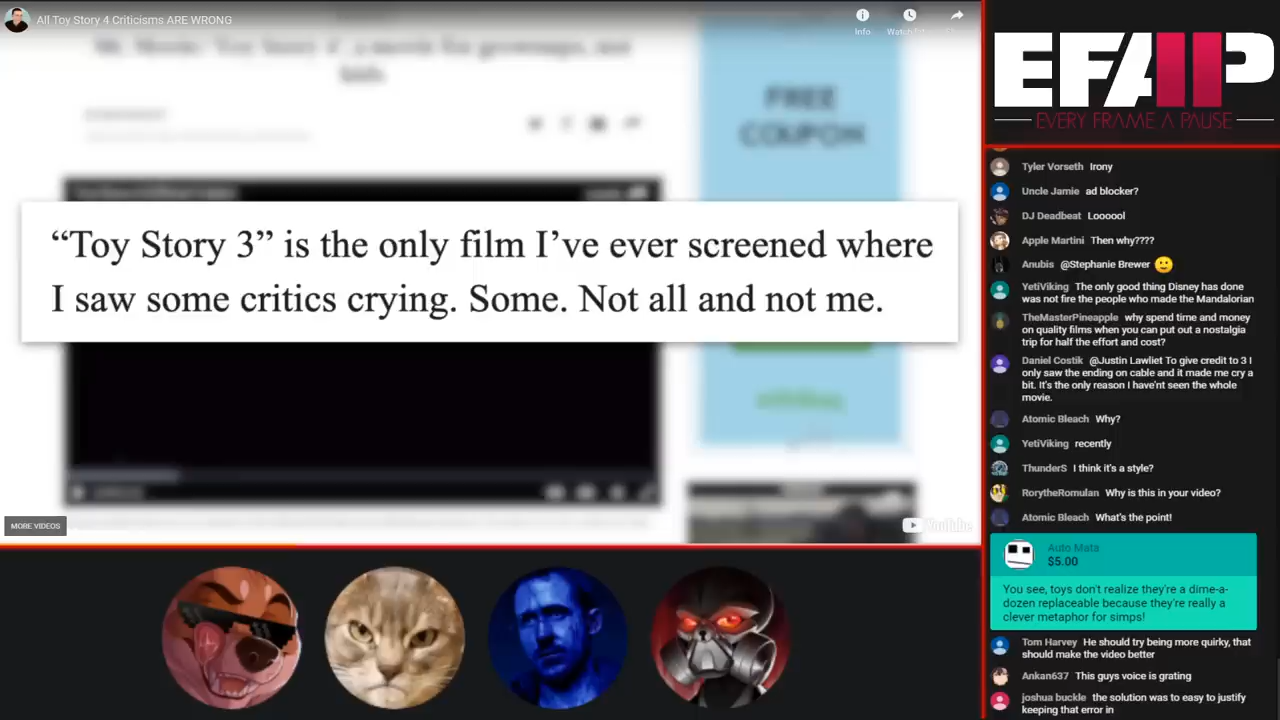 All Toy Story 4 Criticisms ARE WRONG
Info
FREE
COUPON
“Toy Story 3” is the only film I’ve ever screened where
I saw some critics crying. Some. Not all and not me.
MORE VIDEOS
YouTube
EFAP
EVERY FRAME A PAUSE
Tyler Vorseth Irony
Uncle Jamie ad blocker?
DJ Deadbeat Loooool
Apple Martini Then why????
Anubis @Stephanie Brewer 🙂
YetiViking The only good thing Disney has done
was not fire the people who made the Mandalorian
TheMasterPineapple why spend time and money
on quality films when you can put out a nostalgia
trip for half the effort and cost?
Daniel Costik @Justin Lawliet To give credit to 3 I
only saw the ending on cable and it made me cry a
bit. It's the only reason I have'nt seen the whole
movie.
Atomic Bleach Why?
YetiViking recently
ThunderS I think it's a style?
RorytheRomulan Why is this in your video?
Atomic Bleach What's the point!
Auto Mata
$5.00
You see, toys don't realize they're a dime-a-
dozen replaceable because they're really a
clever metaphor for simps!
Tom Harvey He should try being more quirky, that
should make the video better
Ankan637 This guys voice is grating
joshua buckle the solution was to easy to justify
keeping that error in